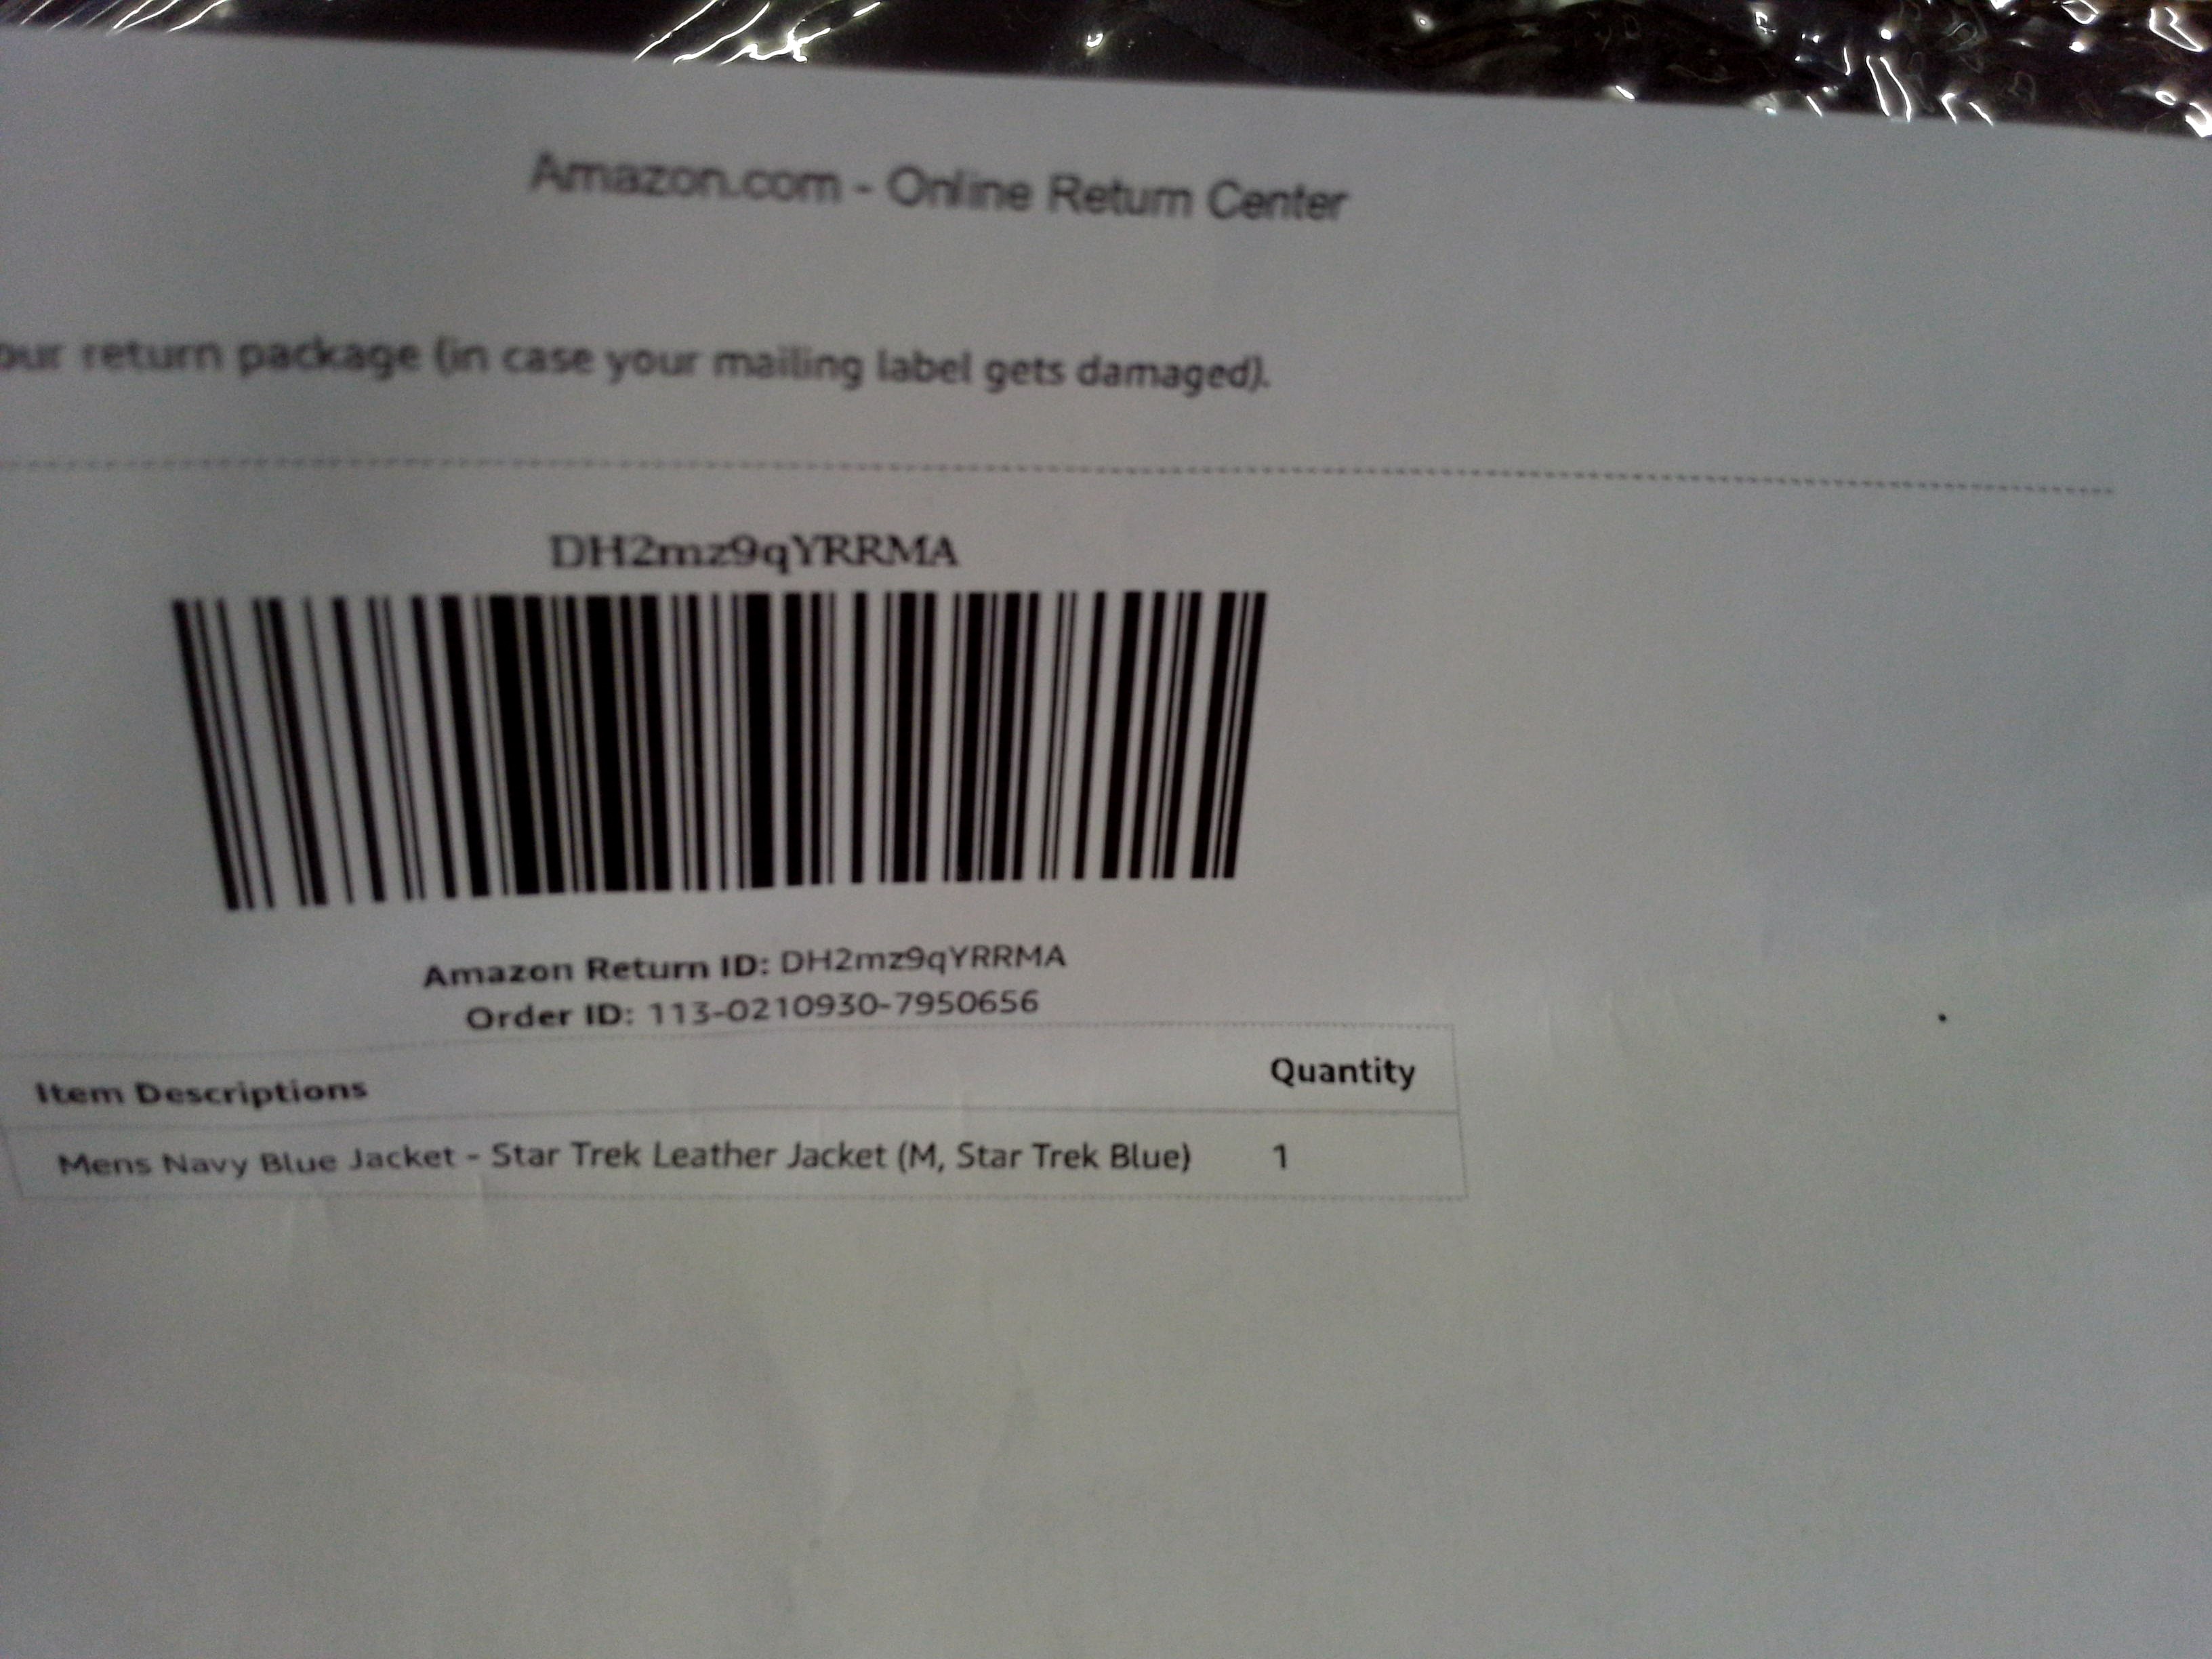 Amazon.com - Online Return Center
our return package (in case your mailing label gets damaged).
DH2mz9qYRRMA
Amazon Return ID: DH2mz9qYRRMA
Order ID: 113-0210930-7950656
Item Descriptions Quantity
Mens Navy Blue Jacket - Star Trek Leather Jacket (M, Star Trek Blue) 1